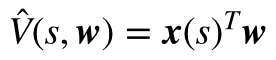 V̂(s, w) = x(s)ᵀw